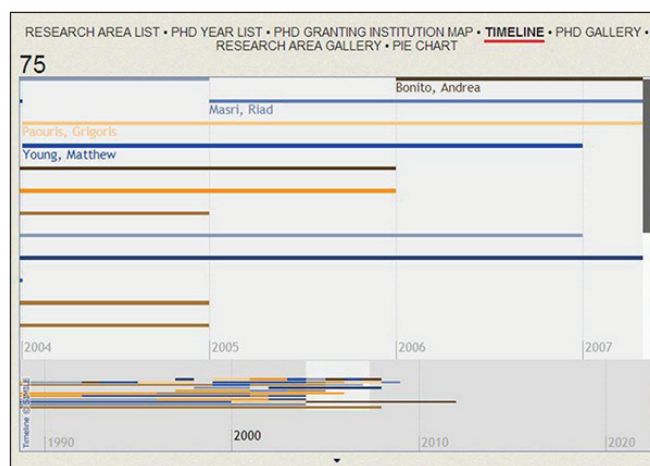 RESEARCH AREA LIST • PHD YEAR LIST • PHD GRANTING INSTITUTION MAP • TIMELINE • PHD GALLERY •
RESEARCH AREA GALLERY • PIE CHART
75
Bonito, Andrea
Masri, Riad
Paouris, Grigoris
Young, Matthew
2004 2005 2006 2007
Timeline © SIMILE
1990 2000 2010 2020